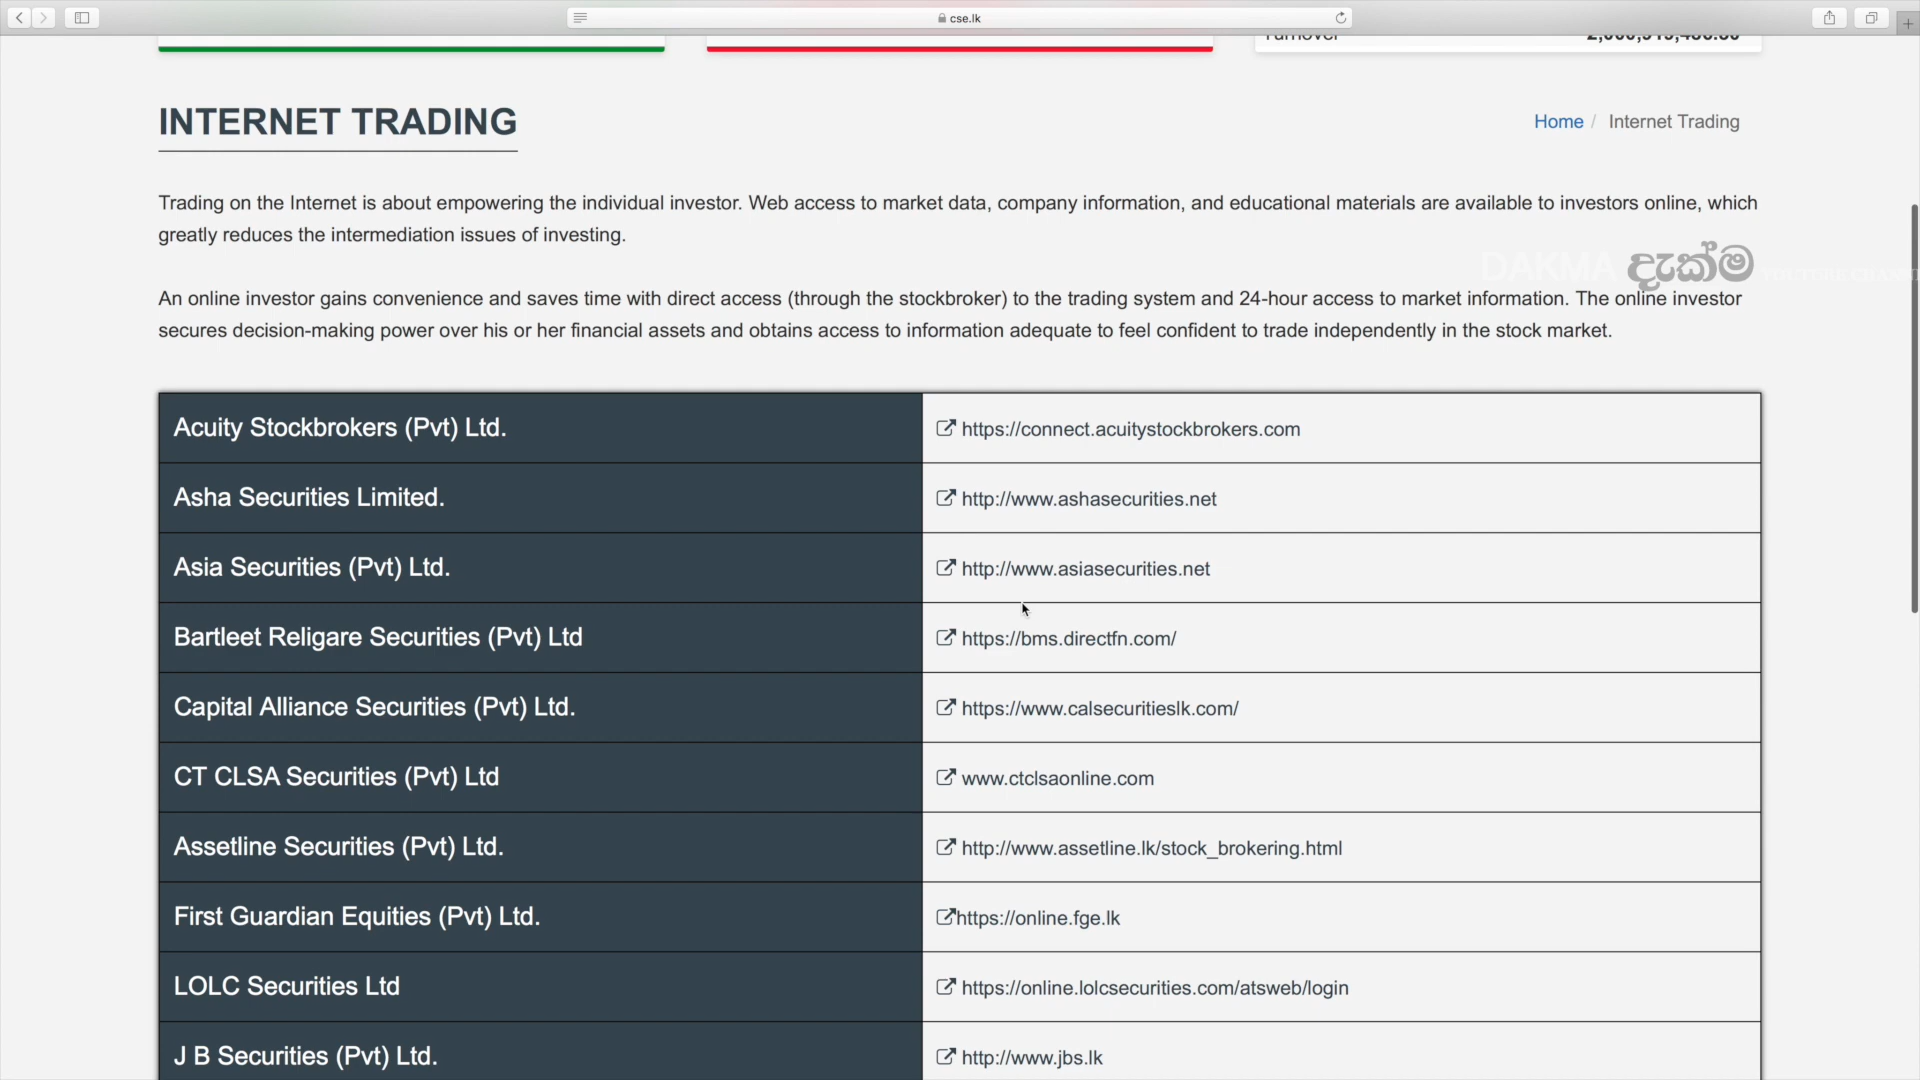 cse.lk
Turnover
INTERNET TRADING
Home / Internet Trading
Trading on the Internet is about empowering the individual investor. Web access to market data, company information, and educational materials are available to investors online, which
greatly reduces the intermediation issues of investing.
DAKMA දැක්ම
An online investor gains convenience and saves time with direct access (through the stockbroker) to the trading system and 24-hour access to market information. The online investor
secures decision-making power over his or her financial assets and obtains access to information adequate to feel confident to trade independently in the stock market.
Acuity Stockbrokers (Pvt) Ltd. https://connect.acuitystockbrokers.com
Asha Securities Limited. http://www.ashasecurities.net
Asia Securities (Pvt) Ltd. http://www.asiasecurities.net
Bartleet Religare Securities (Pvt) Ltd https://bms.directfn.com/
Capital Alliance Securities (Pvt) Ltd. https://www.calsecuritieslk.com/
CT CLSA Securities (Pvt) Ltd www.ctclsaonline.com
Assetline Securities (Pvt) Ltd. http://www.assetline.lk/stock_brokering.html
First Guardian Equities (Pvt) Ltd. https://online.fge.lk
LOLC Securities Ltd https://online.lolcsecurities.com/atsweb/login
J B Securities (Pvt) Ltd. http://www.jbs.lk